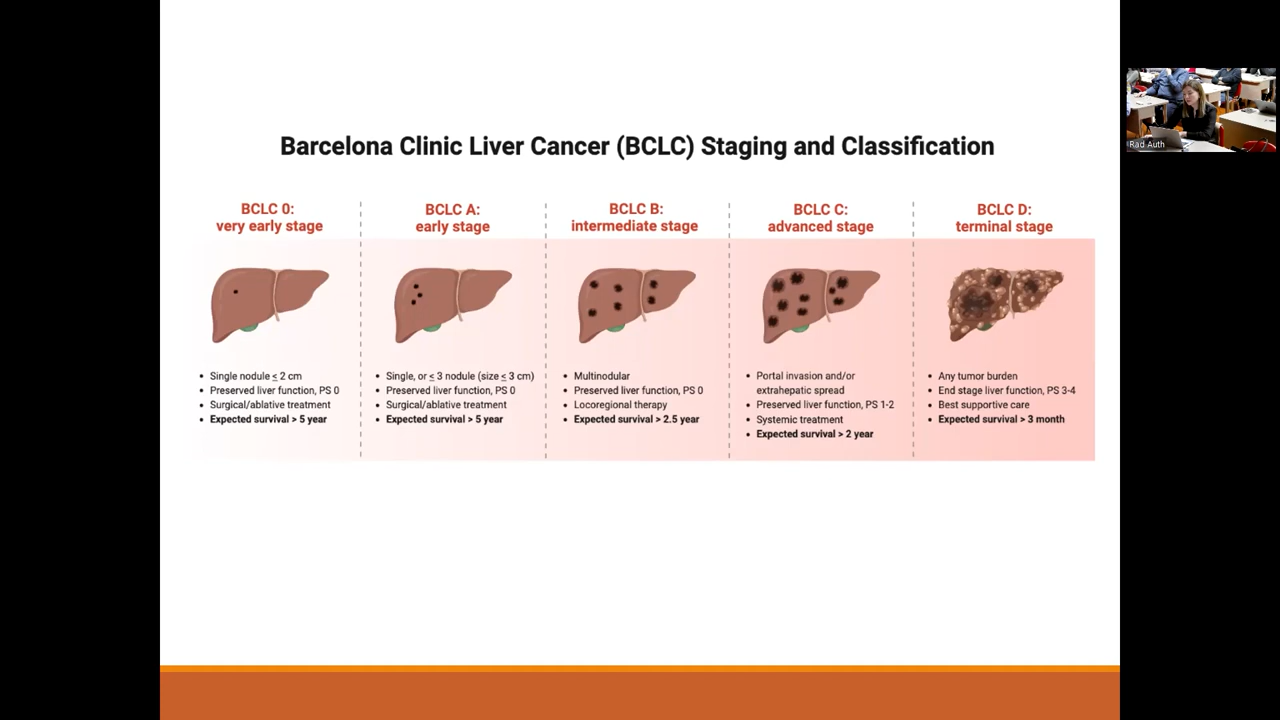 Barcelona Clinic Liver Cancer (BCLC) Staging and Classification
BCLC 0:
very early stage
• Single nodule ≤ 2 cm
• Preserved liver function, PS 0
• Surgical/ablative treatment
• Expected survival > 5 year
BCLC A:
early stage
• Single, or ≤ 3 nodule (size ≤ 3 cm)
• Preserved liver function, PS 0
• Surgical/ablative treatment
• Expected survival > 5 year
BCLC B:
intermediate stage
• Multinodular
• Preserved liver function, PS 0
• Locoregional therapy
• Expected survival > 2.5 year
BCLC C:
advanced stage
• Portal invasion and/or
extrahepatic spread
• Preserved liver function, PS 1-2
• Systemic treatment
• Expected survival > 2 year
BCLC D:
terminal stage
• Any tumor burden
• End stage liver function, PS 3-4
• Best supportive care
• Expected survival > 3 month
Rad Auth